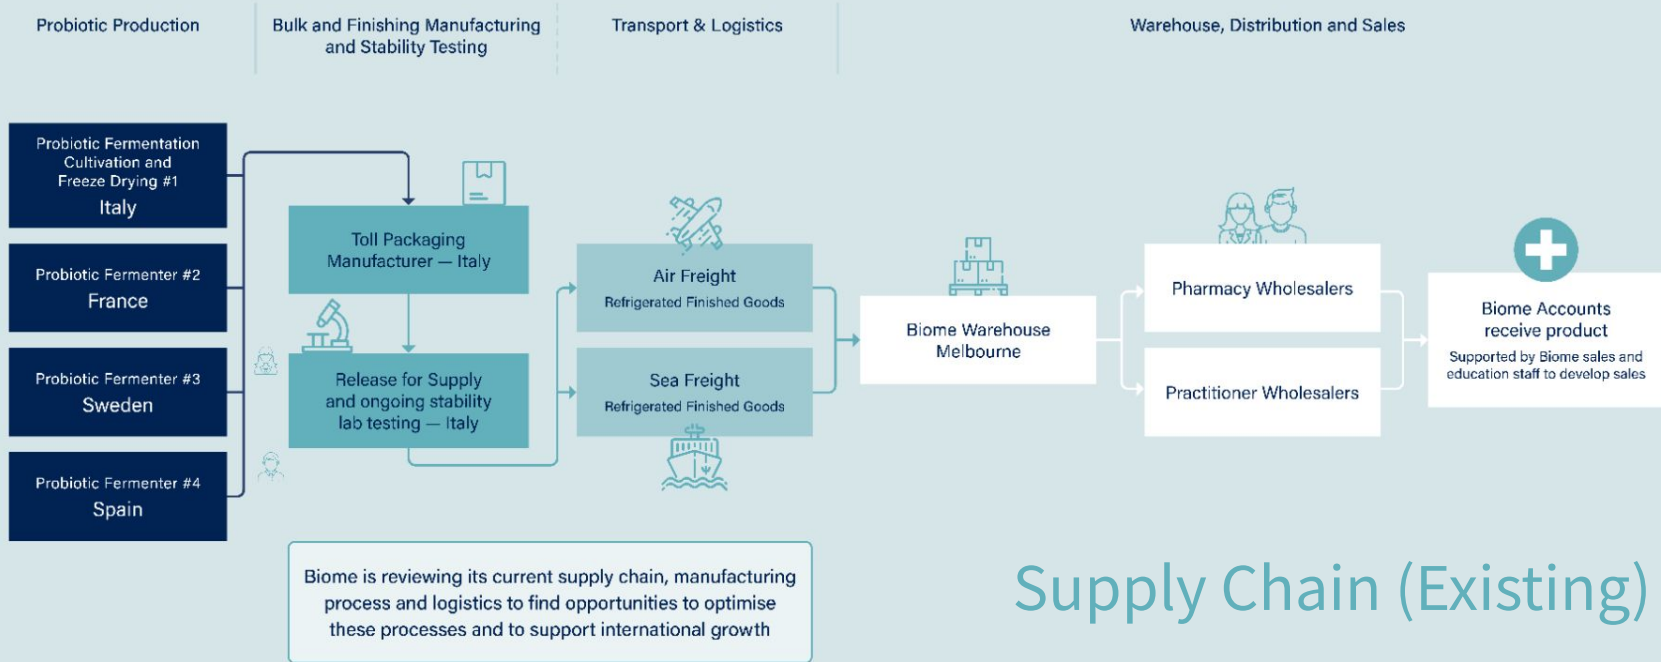 Probiotic Production
Bulk and Finishing Manufacturing
and Stability Testing
Transport & Logistics
Warehouse, Distribution and Sales
Probiotic Fermentation
Cultivation and
Freeze Drying #1
Italy
Probiotic Fermenter #2
France
Probiotic Fermenter #3
Sweden
Probiotic Fermenter #4
Spain
Toll Packaging
Manufacturer — Italy
Release for Supply
and ongoing stability
lab testing — Italy
Air Freight
Refrigerated Finished Goods
Sea Freight
Refrigerated Finished Goods
Biome Warehouse
Melbourne
Pharmacy Wholesalers
Practitioner Wholesalers
Biome Accounts
receive product
Supported by Biome sales and
education staff to develop sales
Biome is reviewing its current supply chain, manufacturing
process and logistics to find opportunities to optimise
these processes and to support international growth
Supply Chain (Existing)